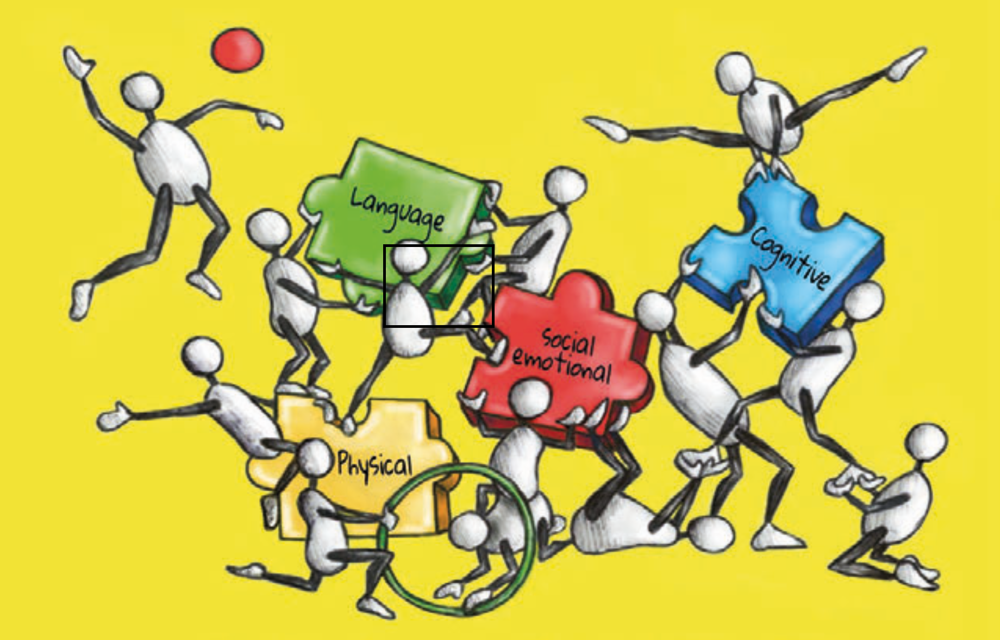 Language
Cognitive
Social
emotional
Physical